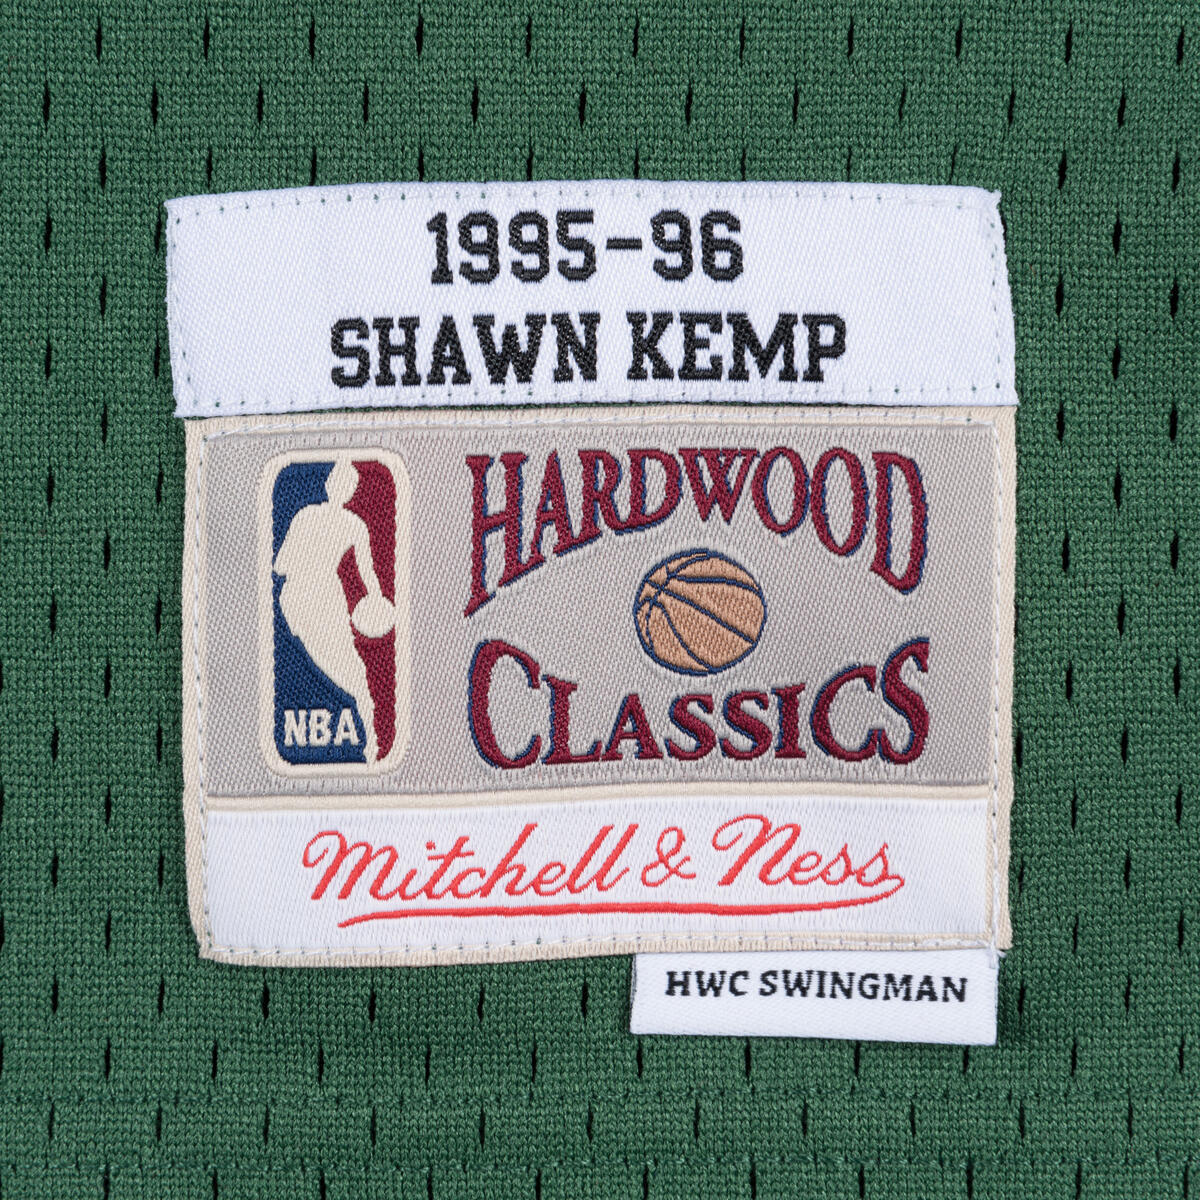 1995-96
SHAWN KEMP
HARDWOOD
CLASSICS
NBA
Mitchell & Ness
HWC SWINGMAN